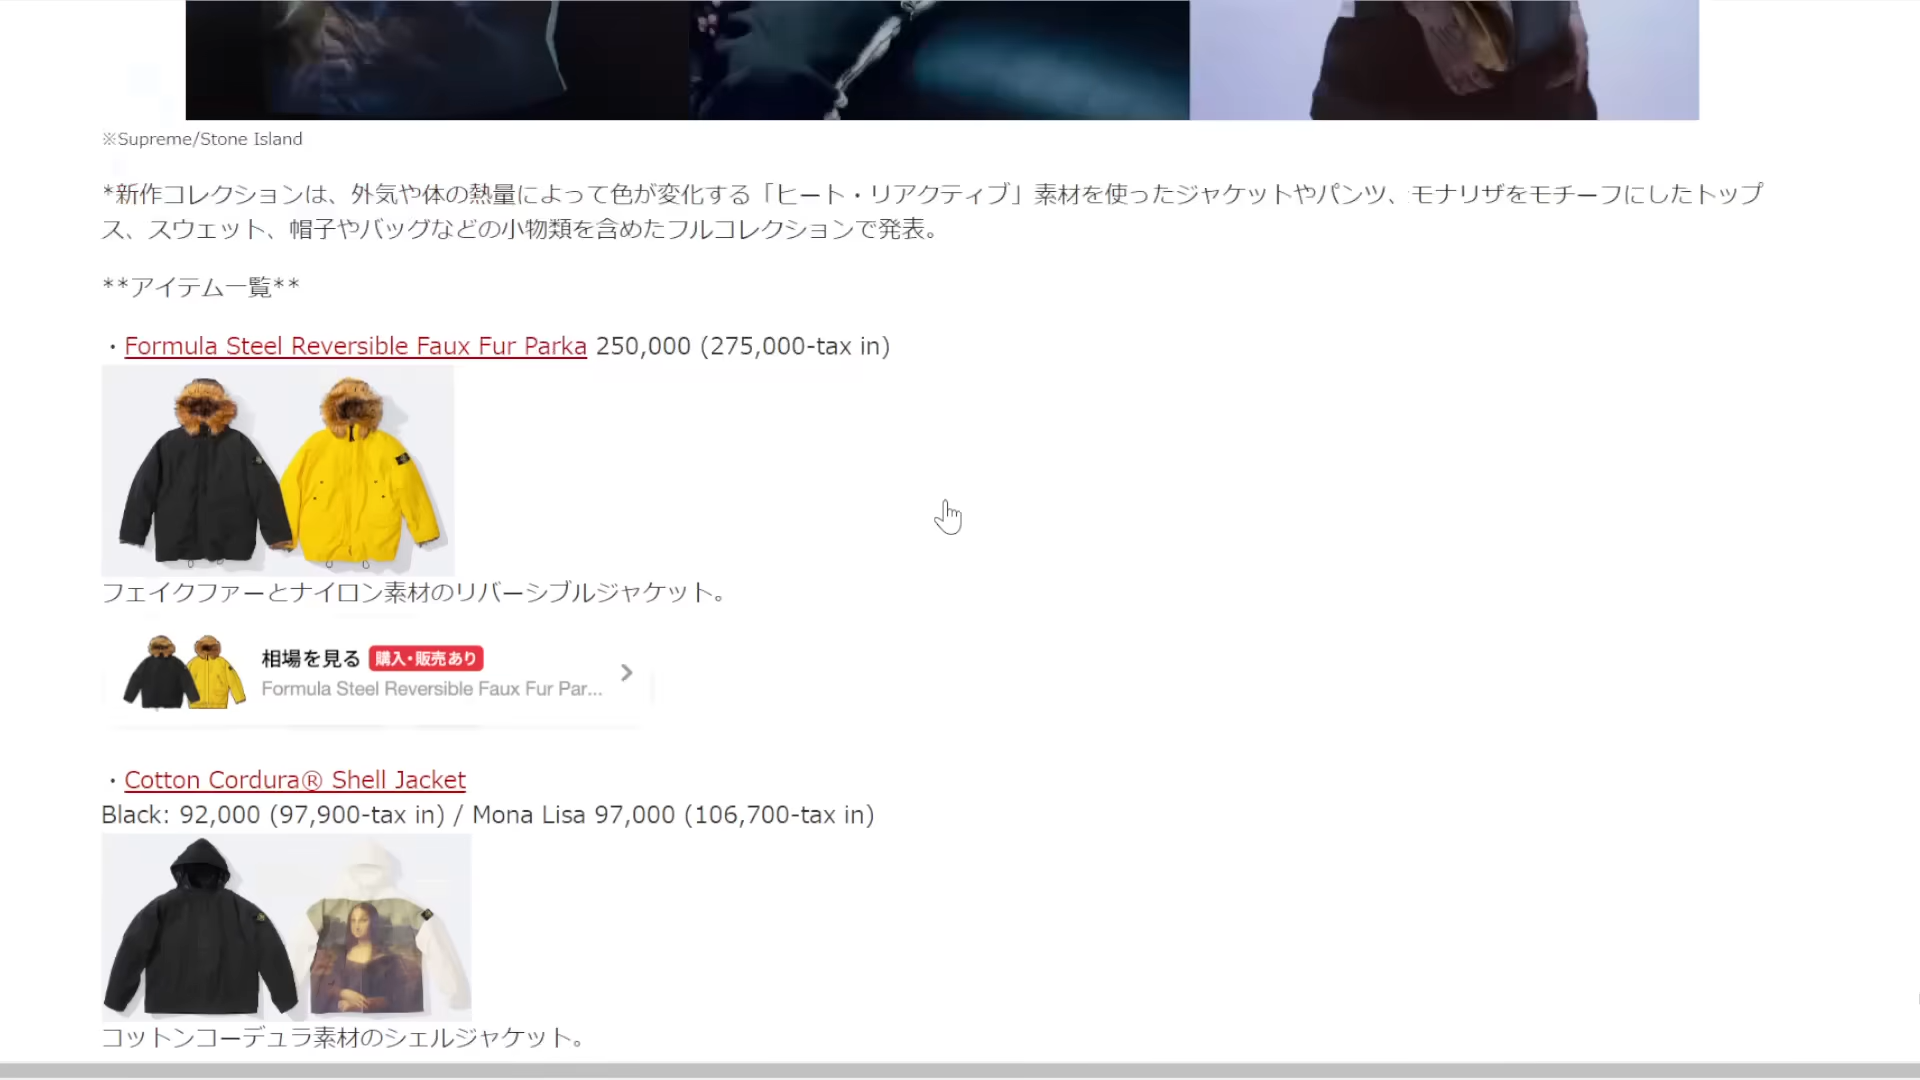 ※Supreme/Stone Island
*新作コレクションは、外気や体の熱量によって色が変化する「ヒート・リアクティブ」素材を使ったジャケットやパンツ、モナリザをモチーフにしたトップ
ス、スウェット、帽子やバッグなどの小物類を含めたフルコレクションで発表。
**アイテム一覧**
・Formula Steel Reversible Faux Fur Parka 250,000 (275,000-tax in)
フェイクファーとナイロン素材のリバーシブルジャケット。
相場を見る 購入・販売あり
Formula Steel Reversible Faux Fur Par...
・Cotton Cordura® Shell Jacket
Black: 92,000 (97,900-tax in) / Mona Lisa 97,000 (106,700-tax in)
コットンコーデュラ素材のシェルジャケット。